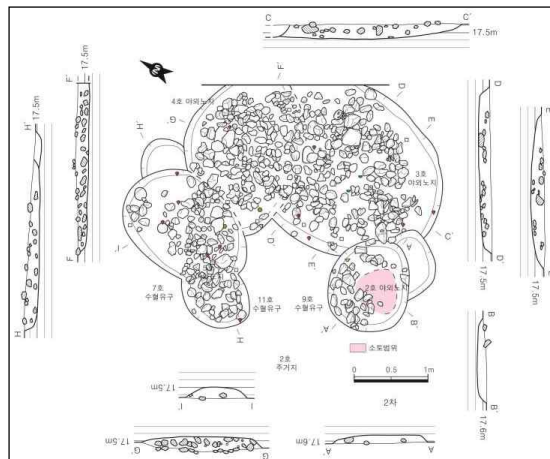 C
C´
17.5m
17.5m
F´
17.5m
H´
N
F´
4호 야외노지
G´
H´
D
E
3호
야외노지
C´
I
D´
E´
C
A
F
H
7호
수혈유구
11호
수혈유구
9호
수혈유구
2호 야외노지
B´
A´
H
2호
주거지
소토범위
0 0.5 1m
2차
17.5m
I´
I
17.5m
G´
G
17.6m
A´
A
D
D´
17.5m
17.5m
B
B´
17.6m